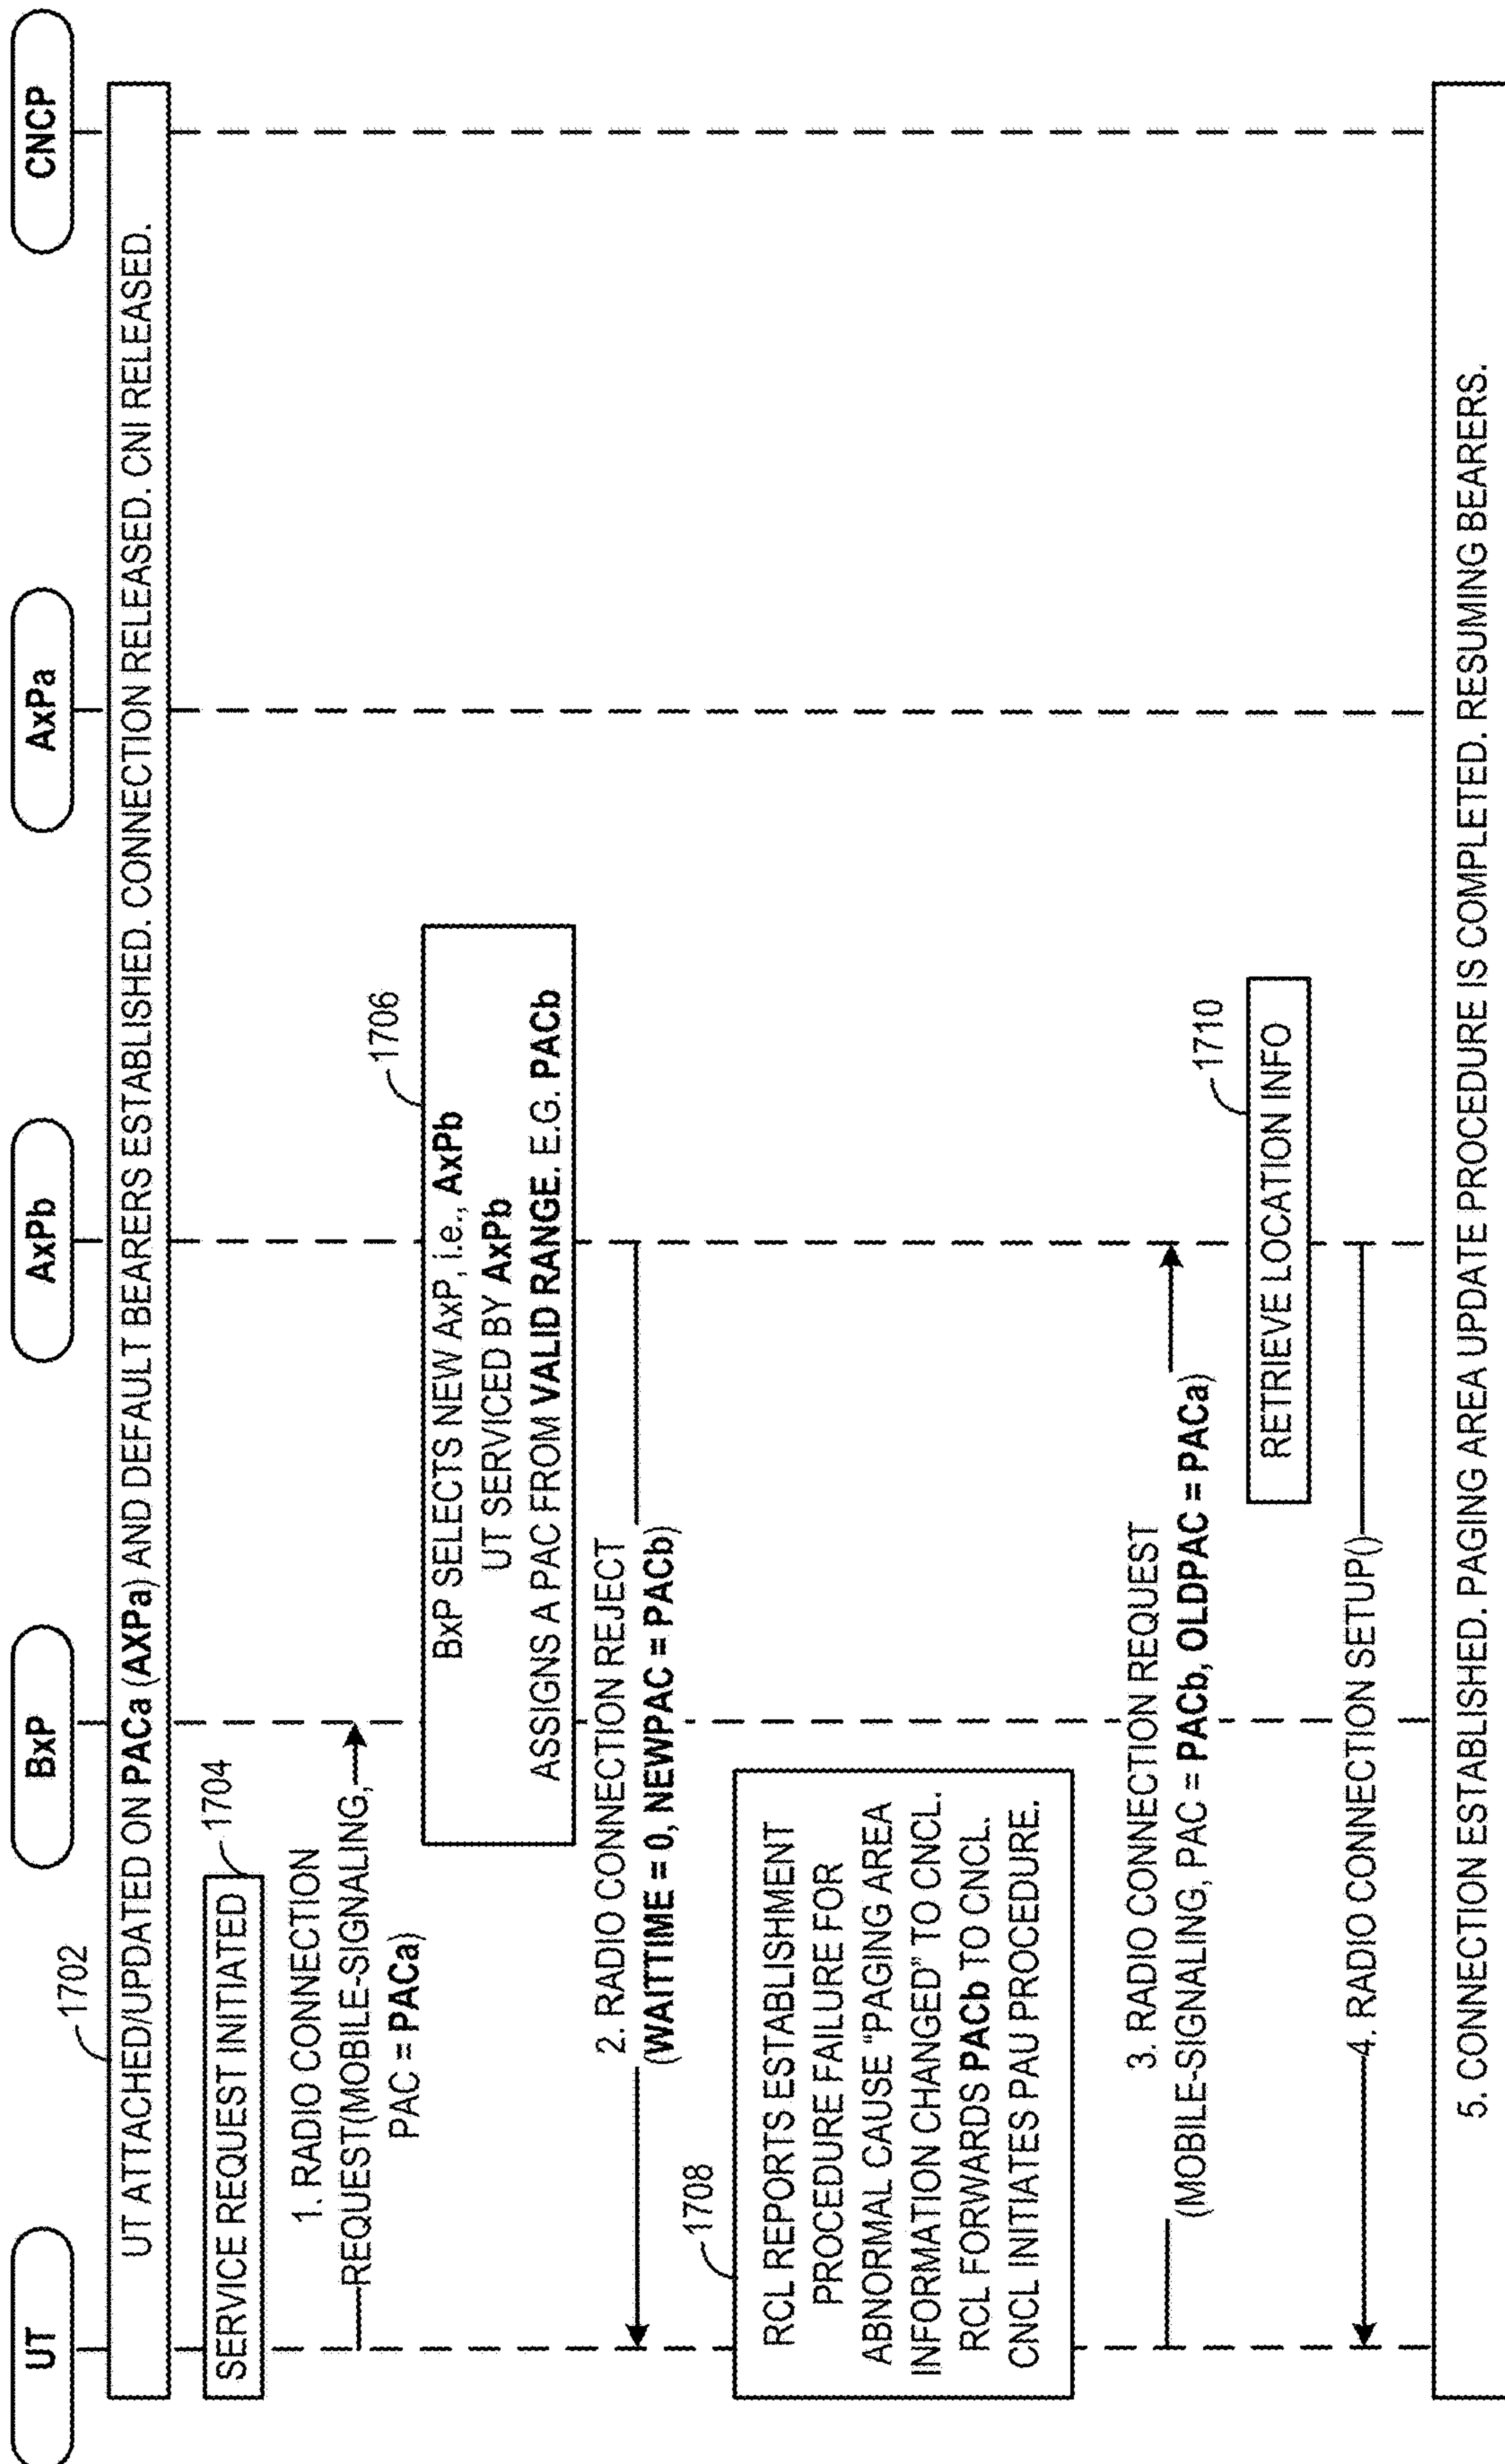 UT
BxP
AxPb
AxPa
CNCP
1702
UT ATTACHED/UPDATED ON PACa (AXPa) AND DEFAULT BEARERS ESTABLISHED. CONNECTION RELEASED. CNI RELEASED.
SERVICE REQUEST INITIATED
1704
1. RADIO CONNECTION
REQUEST(MOBILE-SIGNALING,
PAC = PACa)
1706
BxP SELECTS NEW AxP, i.e., AxPb
UT SERVICED BY AxPb
ASSIGNS A PAC FROM VALID RANGE. E.G. PACb
2. RADIO CONNECTION REJECT
(WAITTIME = 0, NEWPAC = PACb)
1708
RCL REPORTS ESTABLISHMENT
PROCEDURE FAILURE FOR
ABNORMAL CAUSE "PAGING AREA
INFORMATION CHANGED" TO CNCL.
RCL FORWARDS PACb TO CNCL.
CNCL INITIATES PAU PROCEDURE.
3. RADIO CONNECTION REQUEST
(MOBILE-SIGNALING, PAC = PACb, OLDPAC = PACa)
1710
RETRIEVE LOCATION INFO
4. RADIO CONNECTION SETUP()
5. CONNECTION ESTABLISHED. PAGING AREA UPDATE PROCEDURE IS COMPLETED. RESUMING BEARERS.